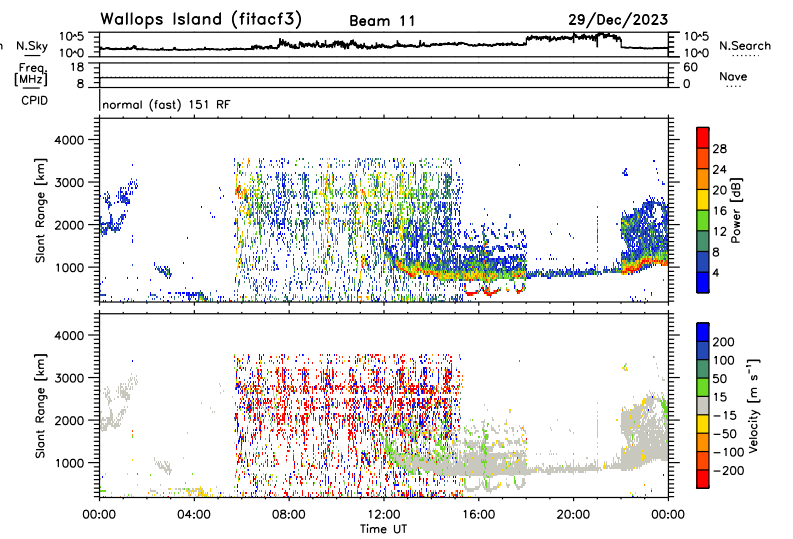 Wallops Island (fitacf3) Beam 11 29/Dec/2023
N.Sky 10^5 10^5 N.Search
10^0 10^0
Freq. 18 60 Nave
[MHz] 8 0
CPID normal (fast) 151 RF
4000
3000
2000
1000
Slant Range [km]
28
24
20
16
12
8
4
Power [dB]
4000
3000
2000
1000
Slant Range [km]
200
100
50
15
-15
-50
-100
-200
Velocity [m s⁻¹]
00:00 04:00 08:00 12:00 16:00 20:00 00:00
Time UT